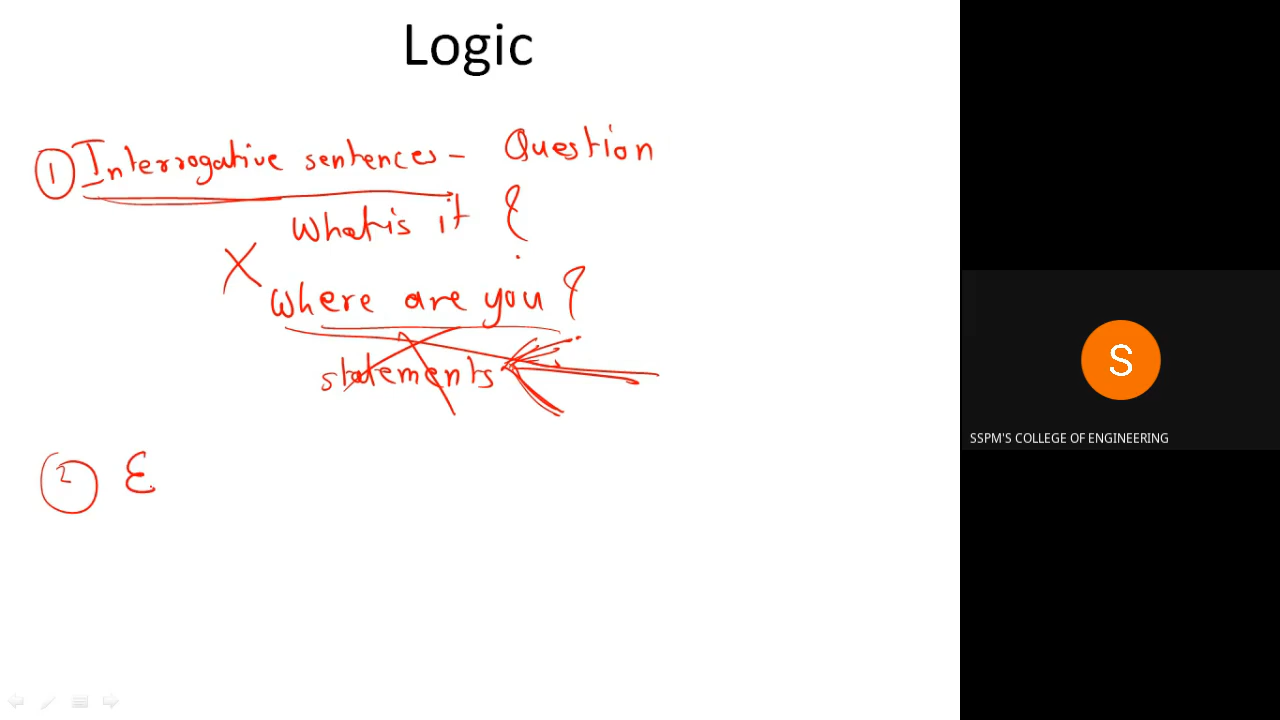 Logic
① Interrogative sentences - Question
What is it ?
X
Where are you ?
statements
② E
S
SSPM'S COLLEGE OF ENGINEERING